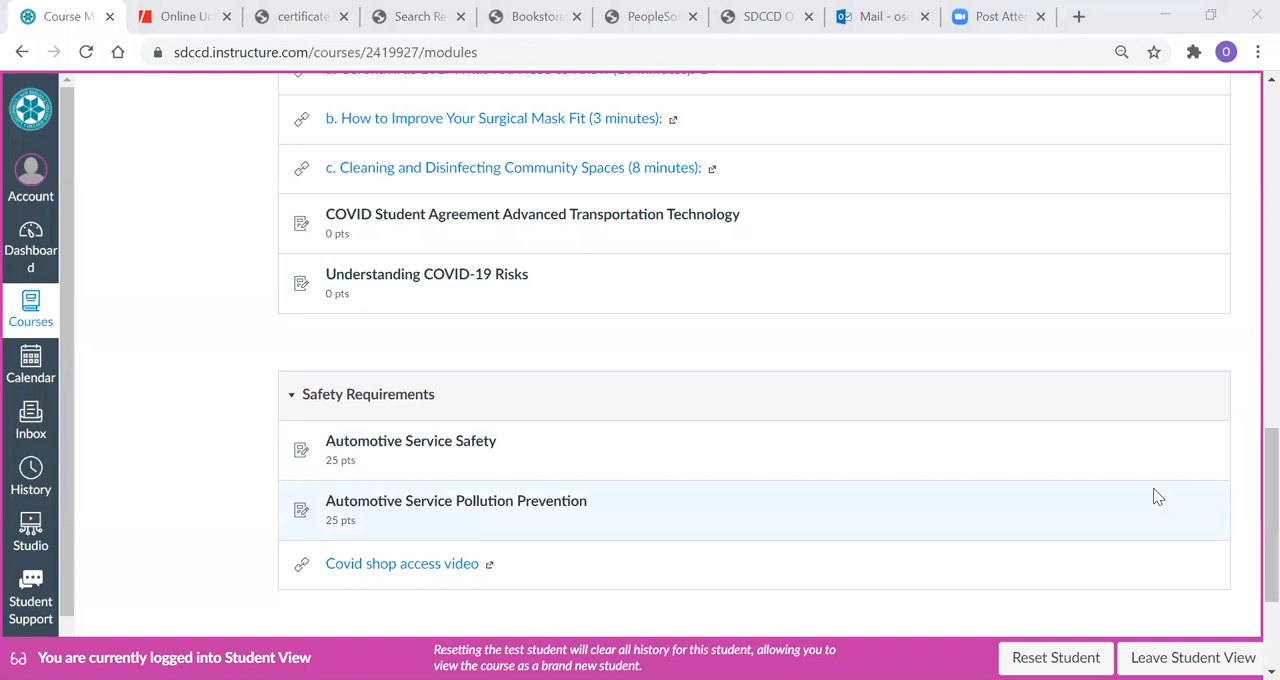 Course M
Online Ur
certificate
Search Re
Bookstore
PeopleSo
SDCCD O
Mail - os
Post Atte
sdccd.instructure.com/courses/2419927/modules
O
b. How to Improve Your Surgical Mask Fit (3 minutes):
c. Cleaning and Disinfecting Community Spaces (8 minutes):
COVID Student Agreement Advanced Transportation Technology
0 pts
Understanding COVID-19 Risks
0 pts
Safety Requirements
Automotive Service Safety
25 pts
Automotive Service Pollution Prevention
25 pts
Covid shop access video
Account
Dashboar
d
Courses
Calendar
Inbox
History
Studio
Student
Support
You are currently logged into Student View
Resetting the test student will clear all history for this student, allowing you to
view the course as a brand new student.
Reset Student
Leave Student View